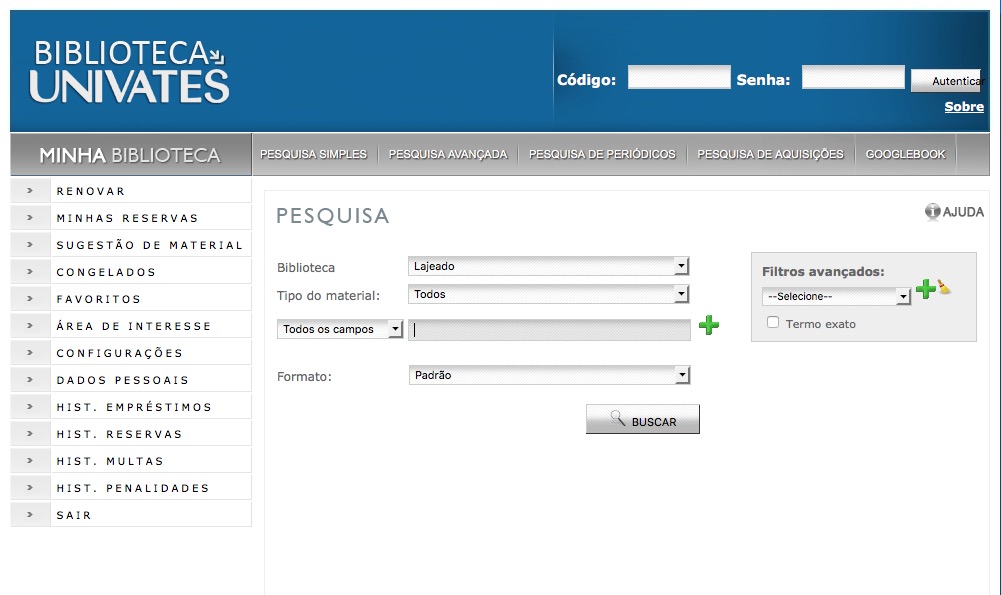 BIBLIOTECA
UNIVATES
Código: Senha: Autenticar
Sobre
MINHA BIBLIOTECA
PESQUISA SIMPLES PESQUISA AVANÇADA PESQUISA DE PERIÓDICOS PESQUISA DE AQUISIÇÕES GOOGLEBOOK
RENOVAR
MINHAS RESERVAS
SUGESTÃO DE MATERIAL
CONGELADOS
FAVORITOS
ÁREA DE INTERESSE
CONFIGURAÇÕES
DADOS PESSOAIS
HIST. EMPRÉSTIMOS
HIST. RESERVAS
HIST. MULTAS
HIST. PENALIDADES
SAIR
PESQUISA
AJUDA
Biblioteca Lajeado
Tipo do material: Todos
Todos os campos
Formato: Padrão
BUSCAR
Filtros avançados:
--Selecione--
Termo exato